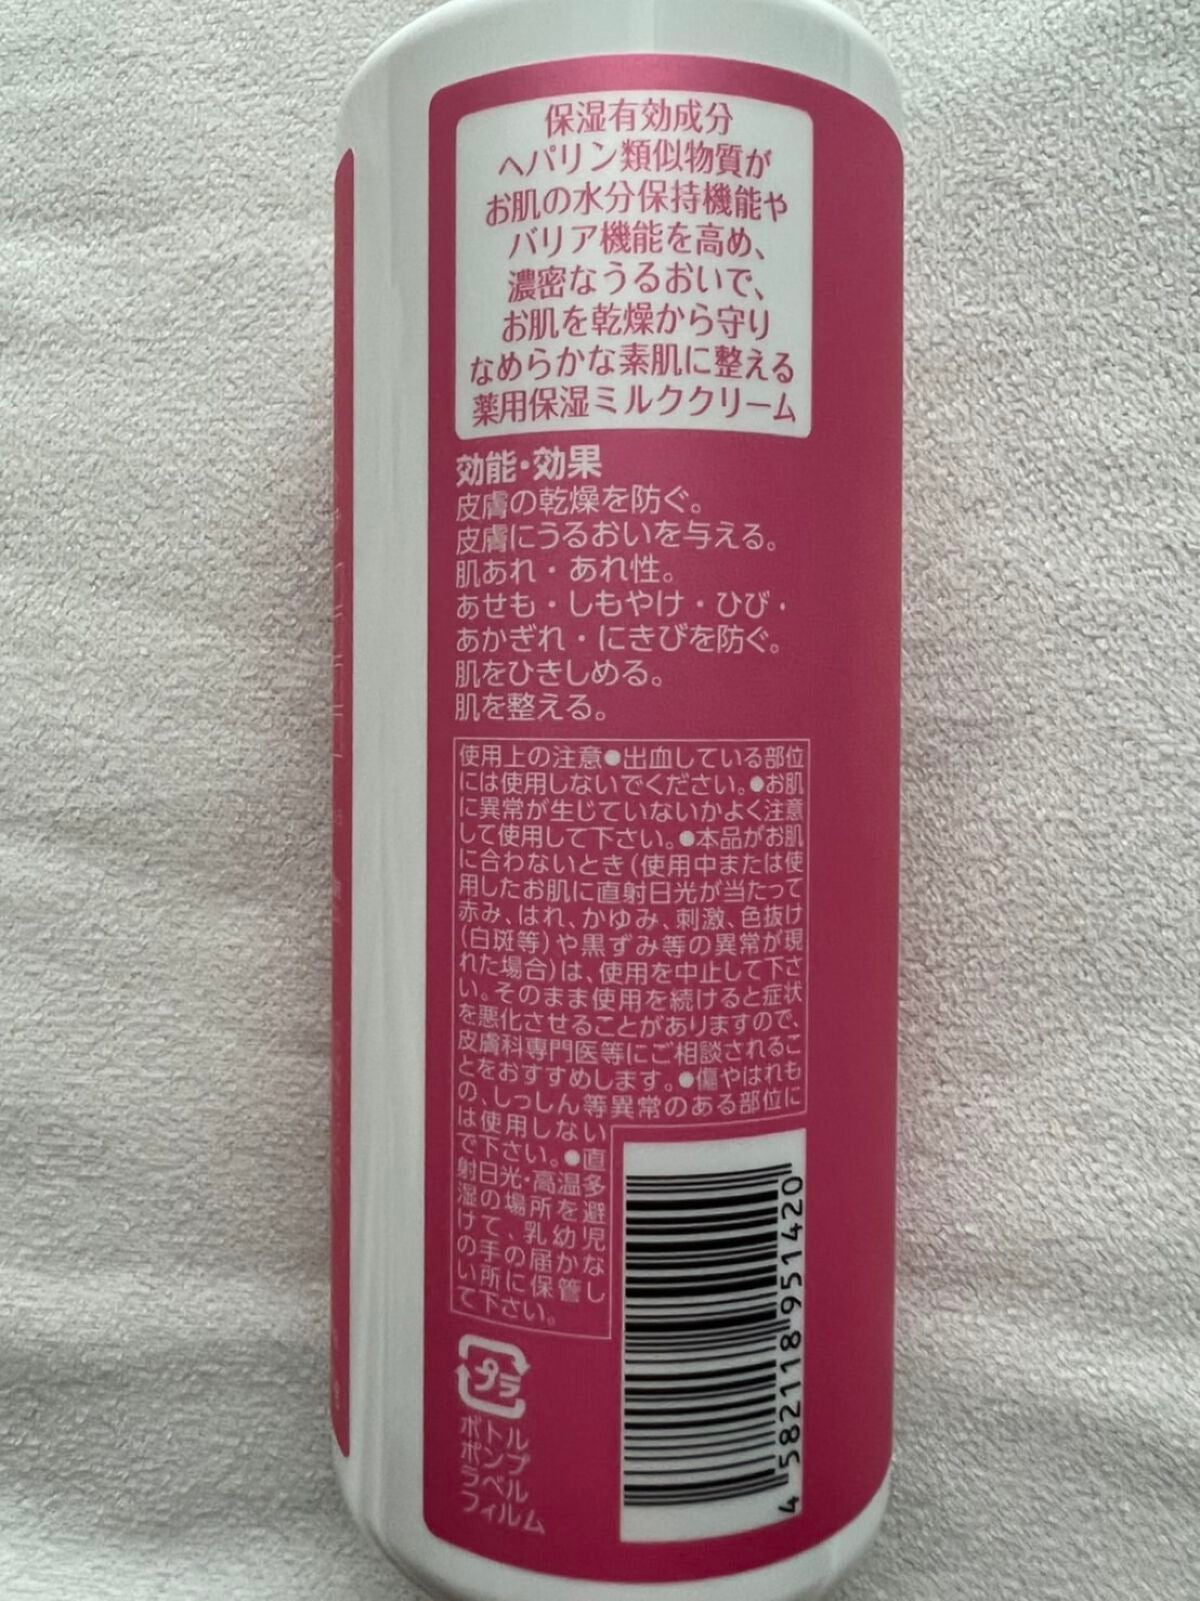 保湿有効成分
ヘパリン類似物質が
お肌の水分保持機能や
バリア機能を高め、
濃密なうるおいで、
お肌を乾燥から守り
なめらかな素肌に整える
薬用保湿ミルククリーム
効能・効果
皮膚の乾燥を防ぐ。
皮膚にうるおいを与える。
肌あれ・あれ性。
あせも・しもやけ・ひび・
あかぎれ・にきびを防ぐ。
肌をひきしめる。
肌を整える。
使用上の注意●出血している部位
には使用しないでください。●お肌
に異常が生じていないかよく注意
して使用して下さい。●本品がお肌
に合わないとき(使用中または使
用したお肌に直射日光が当たって
赤み、はれ、かゆみ、刺激、色抜け
(白斑等)や黒ずみ等の異常が現
れた場合)は、使用を中止して下さ
い。そのまま使用を続けると症状
を悪化させることがありますので、
皮膚科専門医等にご相談されるこ
とをおすすめします。●傷やはれも
の、しっしん等異常のある部位に
は使用しない
で下さい。●直
射日光・高温多
湿の場所を避
けて、乳幼児
の手の届かな
い所に保管し
て下さい。
4 582118 951420
プラ
ボトル
ポンプ
ラベル
フィルム